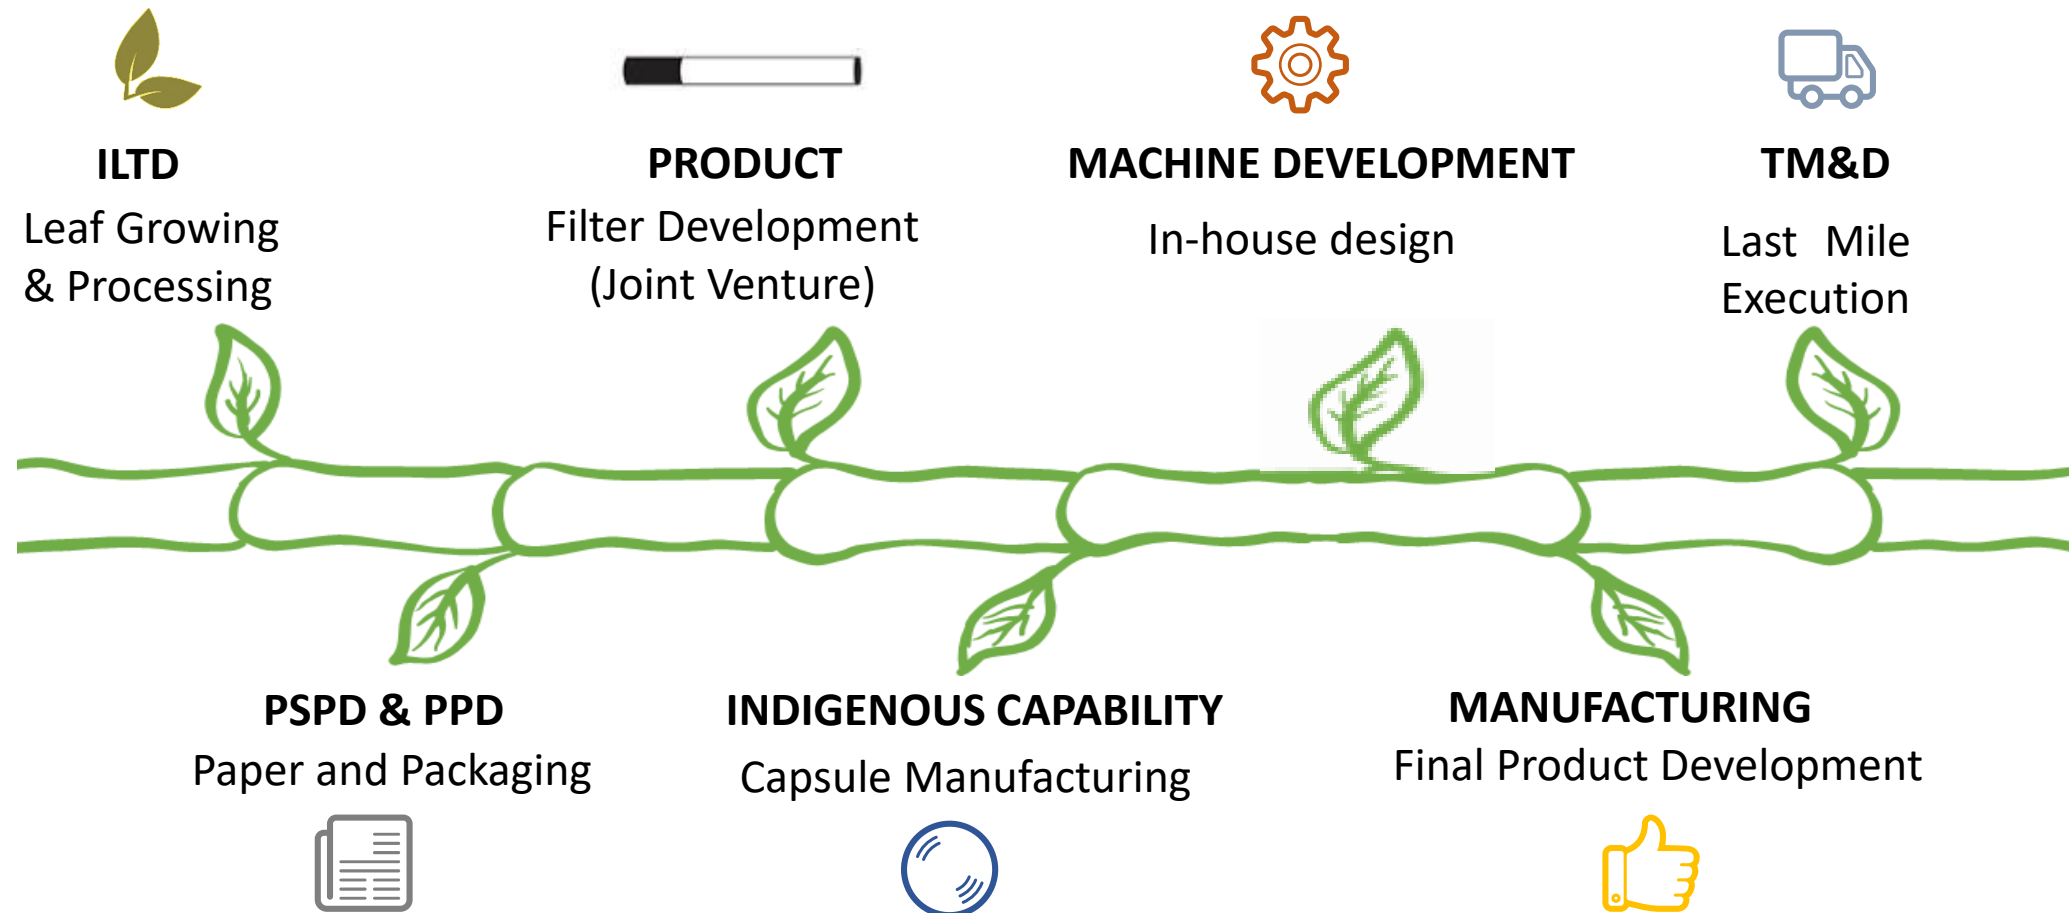 ILTD
Leaf Growing
& Processing
PRODUCT
Filter Development
(Joint Venture)
MACHINE DEVELOPMENT
In-house design
TM&D
Last Mile
Execution
PSPD & PPD
Paper and Packaging
INDIGENOUS CAPABILITY
Capsule Manufacturing
MANUFACTURING
Final Product Development